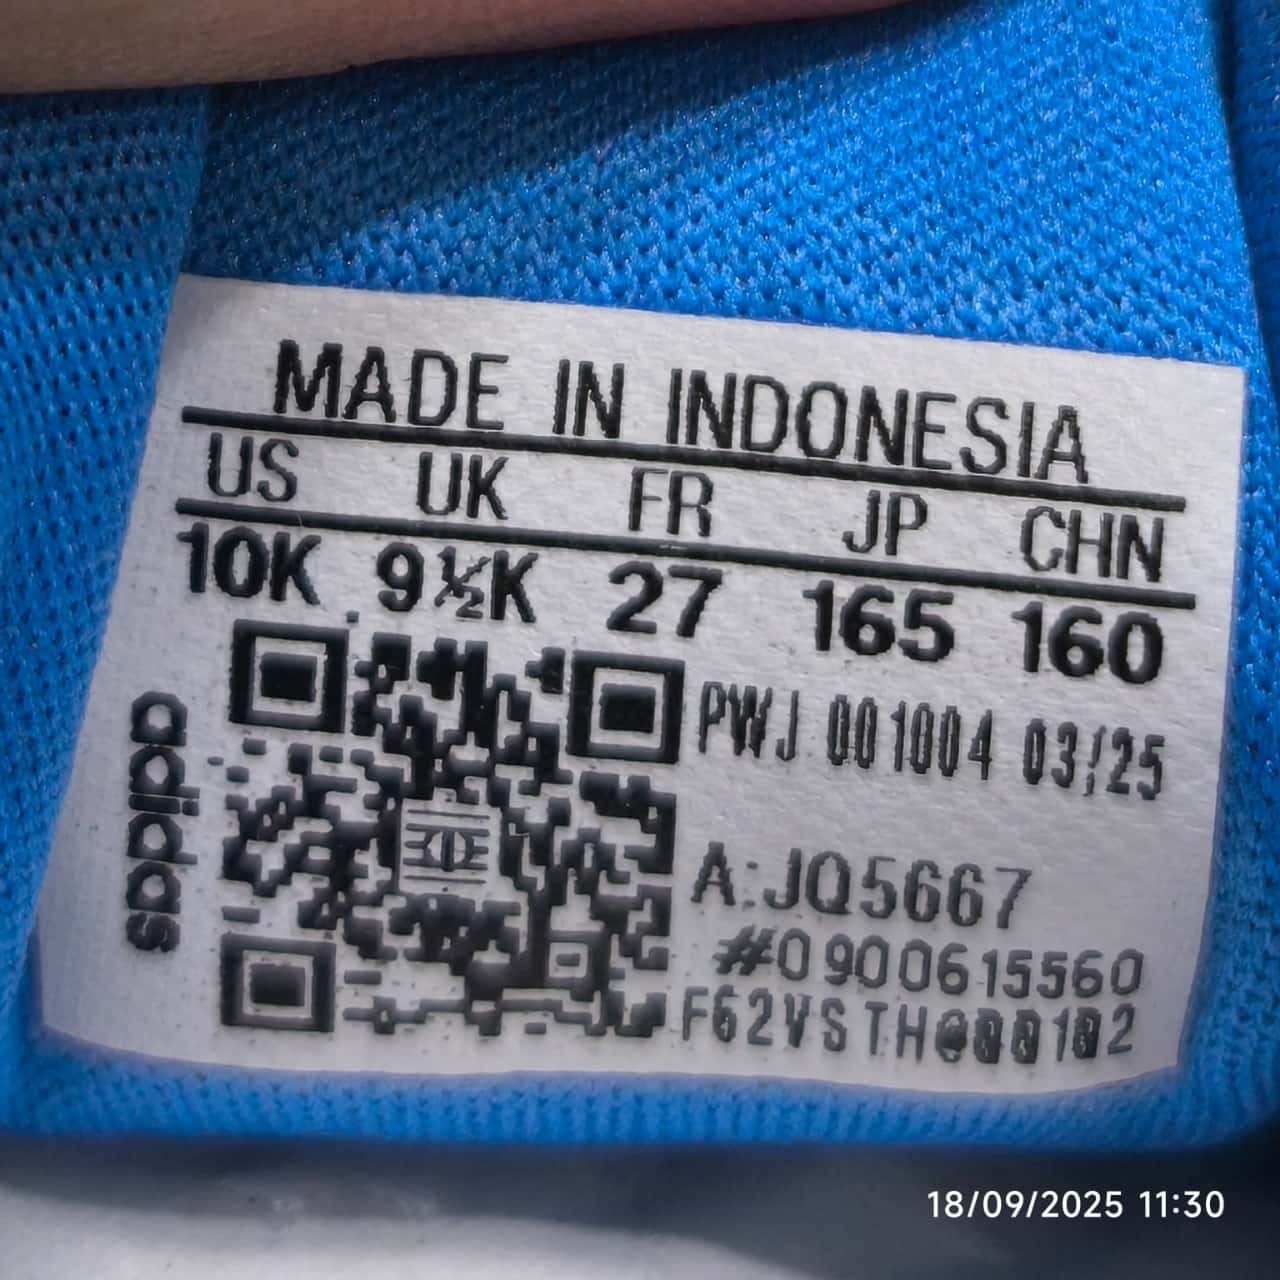 MADE IN INDONESIA
US UK FR JP CHN
10K 9½K 27 165 160
adidas
PWJ 001004 03/25
A:JQ5667
#0900615560
18/09/2025 11:30